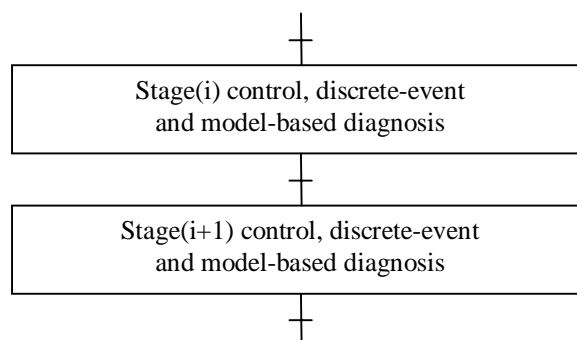 Stage(i) control, discrete-event
and model-based diagnosis
Stage(i+1) control, discrete-event
and model-based diagnosis